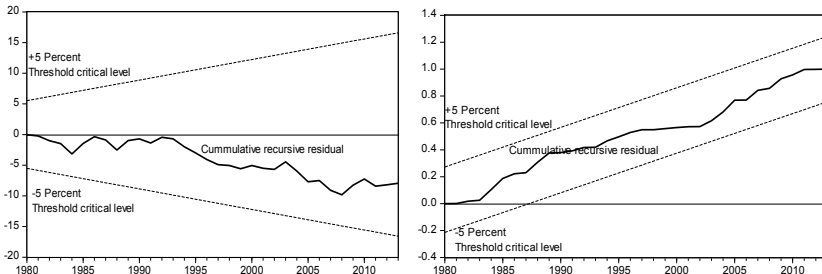 20
15
10
5
0
-5
-10
-15
-20
+5 Percent
Threshold critical level
Cummulative recursive residual
-5 Percent
Threshold critical level
1980 1985 1990 1995 2000 2005 2010
1.4
1.2
1.0
0.8
0.6
0.4
0.2
0.0
-0.2
-0.4
+5 Percent
Threshold critical level
Cummulative recursive residual
-5 Percent
Threshold critical level
1980 1985 1990 1995 2000 2005 2010